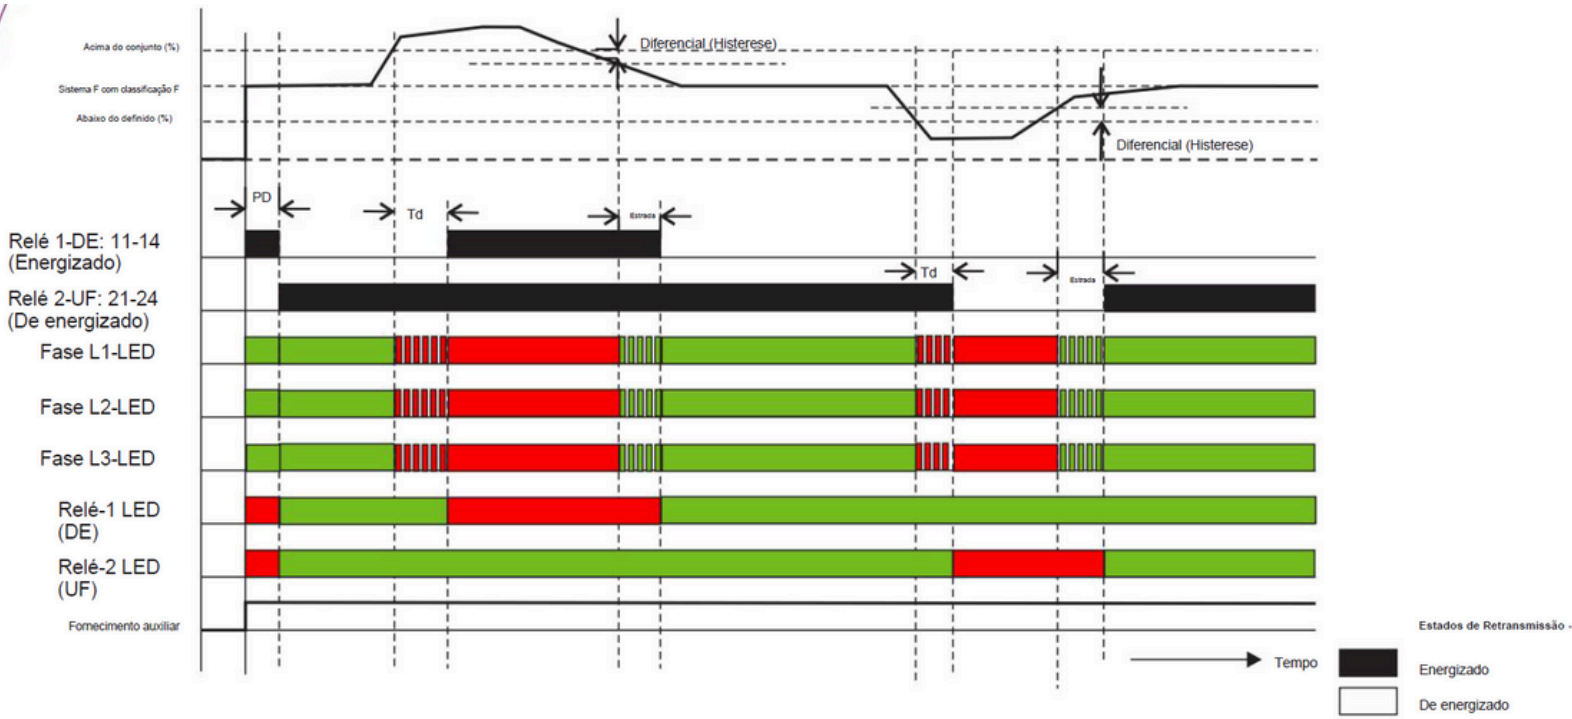 Acima do conjunto (%)
Diferencial (Histerese)
Sistema F com classificação F
Abaixo do definido (%)
Diferencial (Histerese)
PD
Td
Estrada
Relé 1-DE: 11-14
(Energizado)
Td
Estrada
Relé 2-UF: 21-24
(De energizado)
Fase L1-LED
Fase L2-LED
Fase L3-LED
Relé-1 LED
(DE)
Relé-2 LED
(UF)
Fornecimento auxiliar
Tempo
Estados de Retransmissão -
Energizado
De energizado